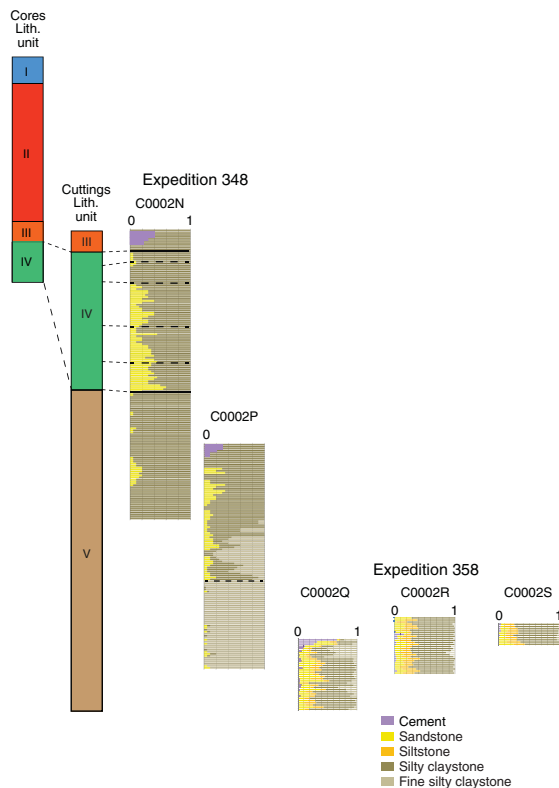 Cores
Lith.
unit
I
II
III
IV
Cuttings
Lith.
unit
III
IV
V
Expedition 348
C0002N
0 1
C0002P
0
Expedition 358
C0002Q
0 1
C0002R
0 1
C0002S
0 1
Cement
Sandstone
Siltstone
Silty claystone
Fine silty claystone